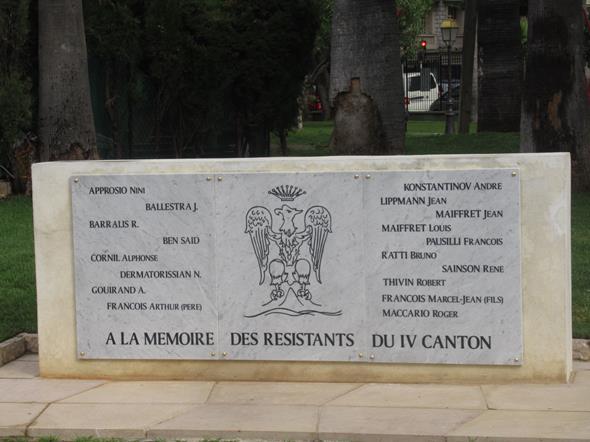 APPROSIO NINI
BALLESTRA J.
BARRALIS R.
BEN SAID
CORNIL ALPHONSE
DERMATORISSIAN N.
GOUIRAND A.
FRANCOIS ARTHUR (PERE)
KONSTANTINOV ANDRE
LIPPMANN JEAN
MAIFFRET JEAN
MAIFFRET LOUIS
PAUSILLI FRANCOIS
RATTI BRUNO
SAINSON RENE
THIVIN ROBERT
FRANCOIS MARCEL-JEAN (FILS)
MACCARIO ROGER
A LA MEMOIRE DES RESISTANTS DU IV CANTON